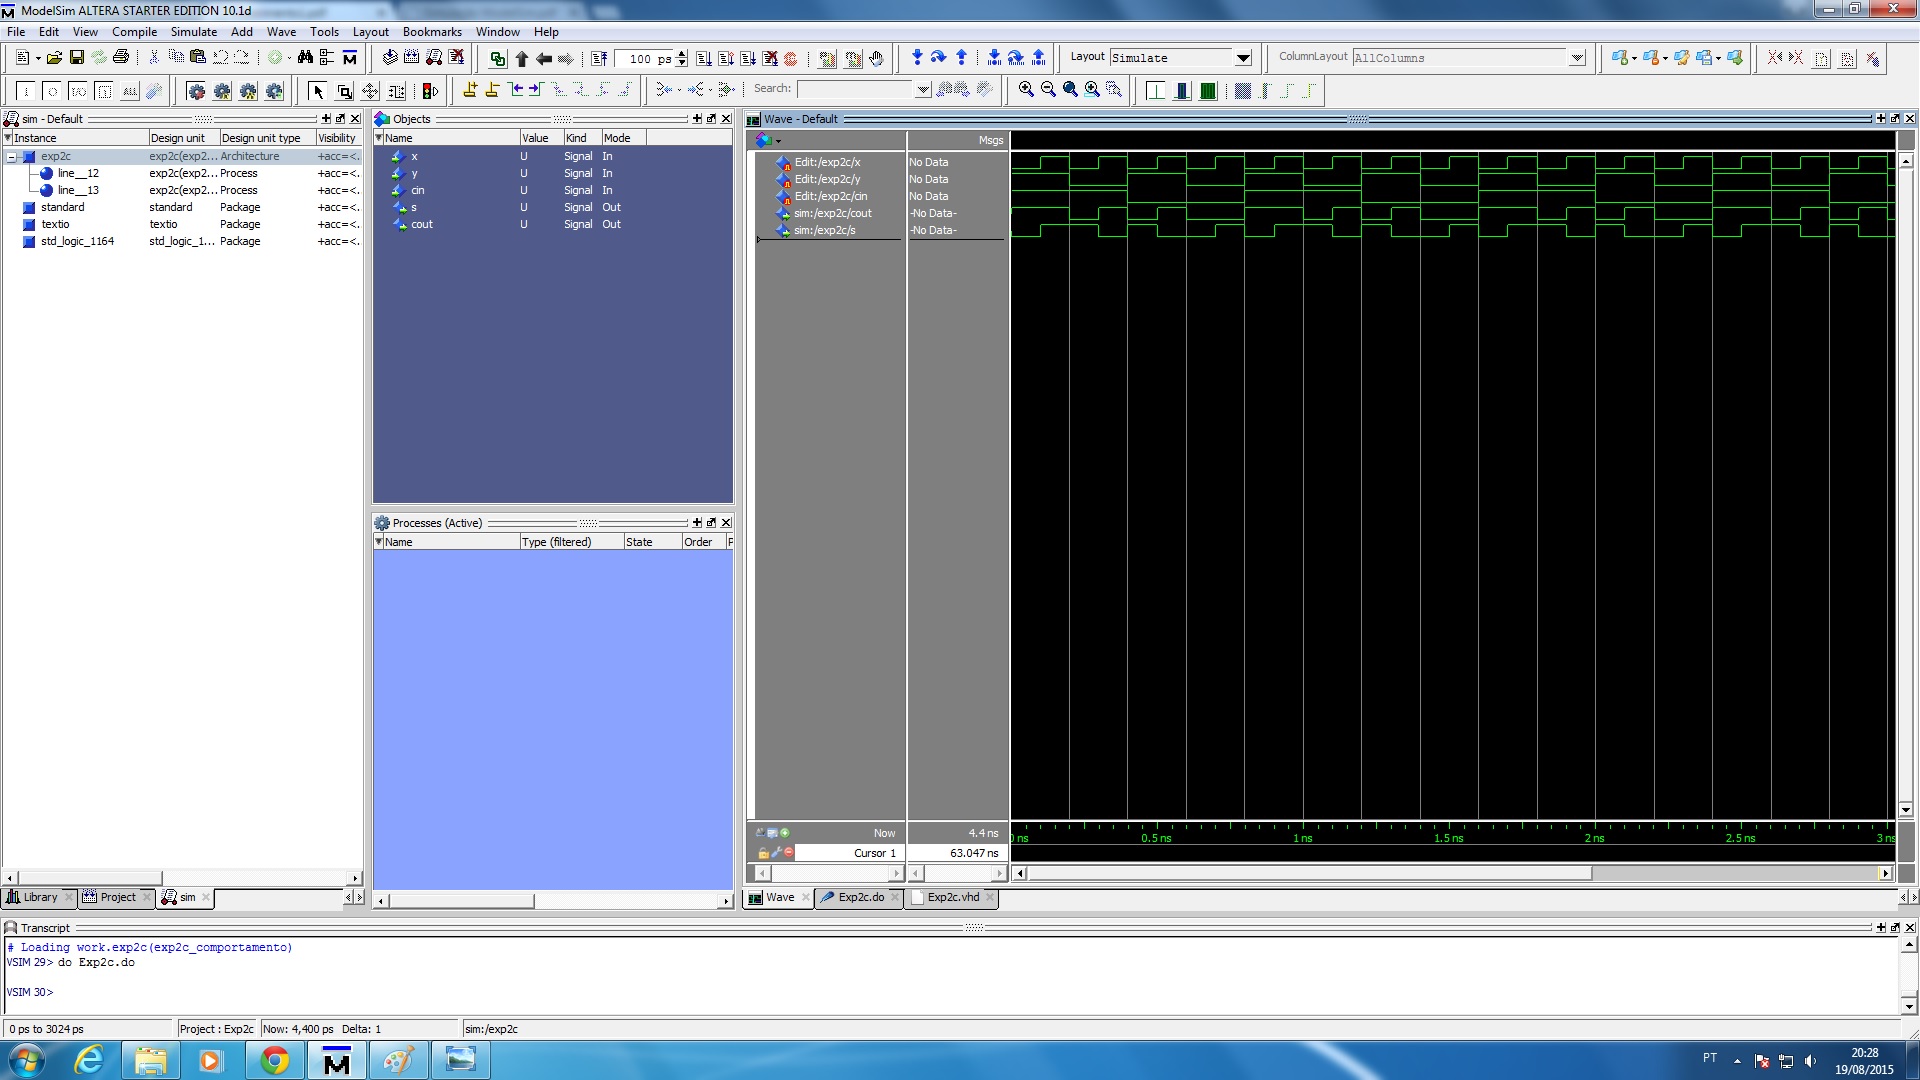 ModelSim ALTERA STARTER EDITION 10.1d
File Edit View Compile Simulate Add Wave Tools Layout Bookmarks Window Help
100 ps
Layout Simulate
ColumnLayout AllColumns
Search:
sim - Default
Instance Design unit Design unit type Visibility
exp2c exp2c(exp2... Architecture +acc=<...
line__12 exp2c(exp2... Process +acc=<...
line__13 exp2c(exp2... Process +acc=<...
standard standard Package +acc=<...
textio textio Package +acc=<...
std_logic_1164 std_logic_1... Package +acc=<...
Library Project sim
Objects
Name Value Kind Mode
x U Signal In
y U Signal In
cin U Signal In
s U Signal Out
cout U Signal Out
Processes (Active)
Name Type (filtered) State Order P
Wave - Default
Msgs
Edit:/exp2c/x No Data
Edit:/exp2c/y No Data
Edit:/exp2c/cin No Data
sim:/exp2c/cout -No Data-
sim:/exp2c/s -No Data-
Now 4.4 ns
ns 0.5 ns 1 ns 1.5 ns 2 ns 2.5 ns 3 ns
Cursor 1 63.047 ns
Wave Exp2c.do Exp2c.vhd
Transcript
# Loading work.exp2c(exp2c_comportamento)
VSIM 29> do Exp2c.do
VSIM 30>
0 ps to 3024 ps Project : Exp2c Now: 4,400 ps Delta: 1 sim:/exp2c
PT
20:28
19/08/2015